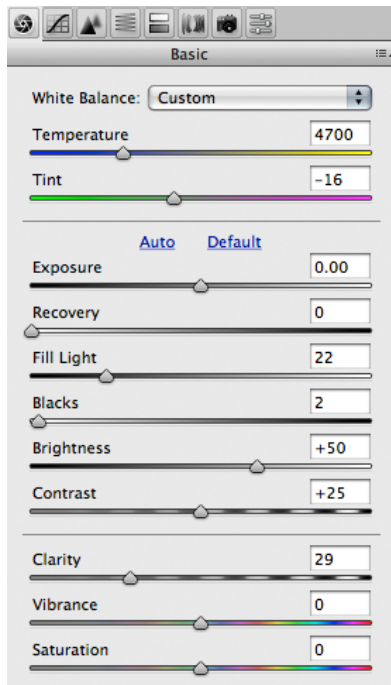 Basic
White Balance: Custom
Temperature 4700
Tint -16
Auto Default
Exposure 0.00
Recovery 0
Fill Light 22
Blacks 2
Brightness +50
Contrast +25
Clarity 29
Vibrance 0
Saturation 0